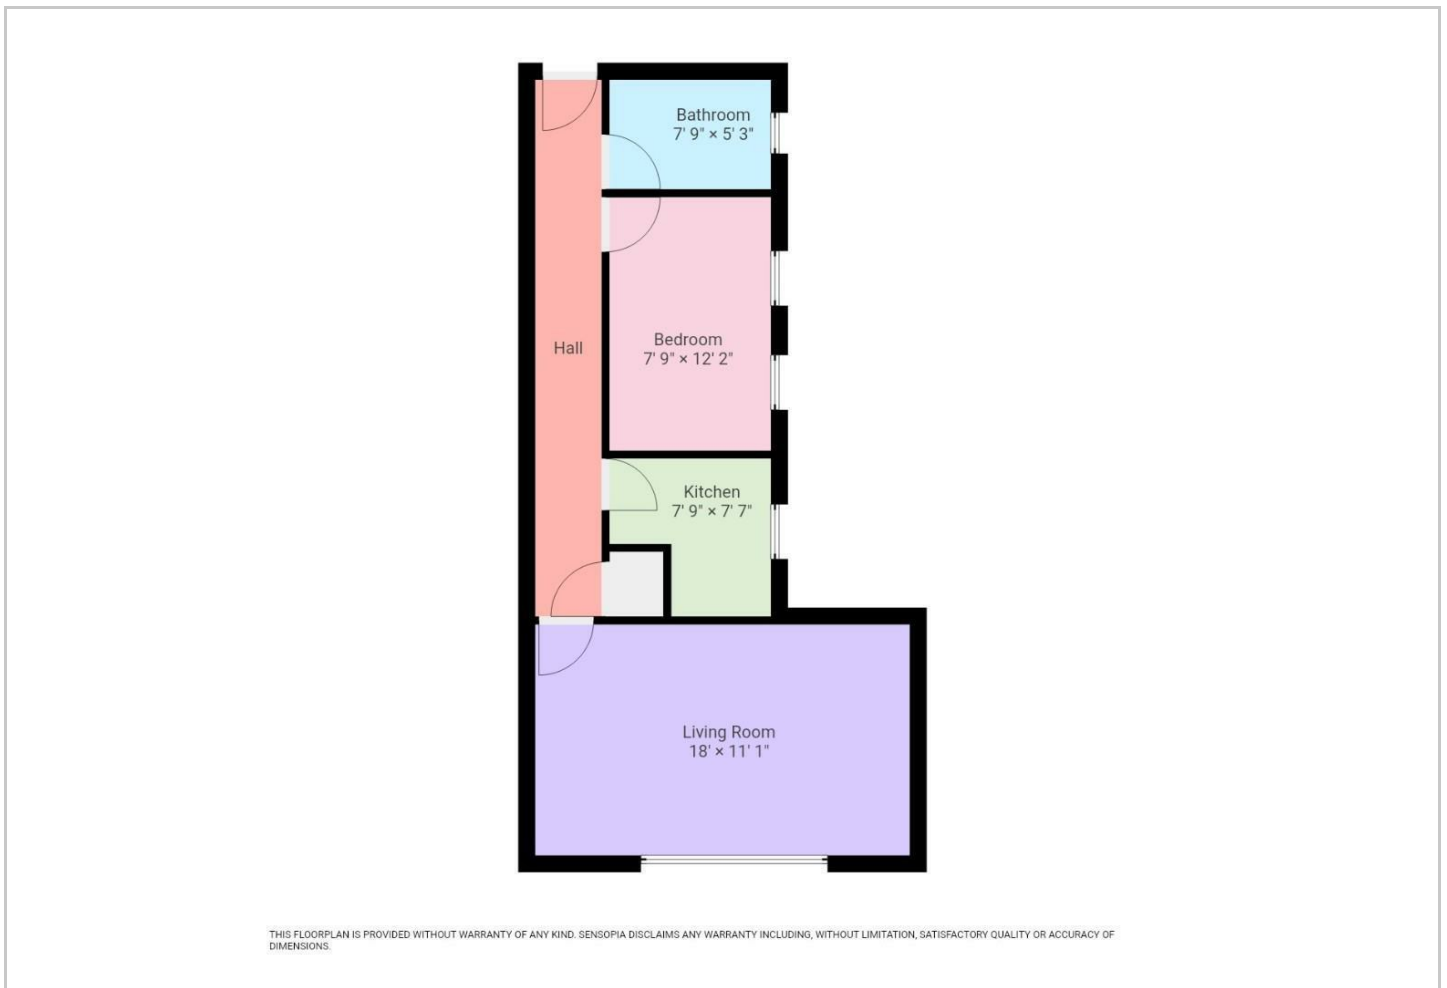 Bathroom
7' 9" × 5' 3"
Hall
Bedroom
7' 9" × 12' 2"
Kitchen
7' 9" × 7' 7"
Living Room
18' × 11' 1"
THIS FLOORPLAN IS PROVIDED WITHOUT WARRANTY OF ANY KIND. SENSOPIA DISCLAIMS ANY WARRANTY INCLUDING, WITHOUT LIMITATION, SATISFACTORY QUALITY OR ACCURACY OF
DIMENSIONS.